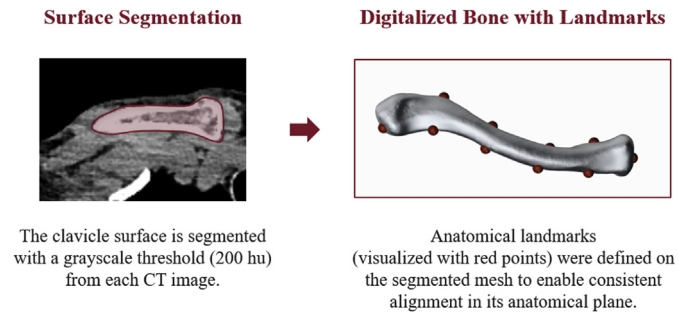 Surface Segmentation
The clavicle surface is segmented
with a grayscale threshold (200 hu)
from each CT image.
Digitalized Bone with Landmarks
Anatomical landmarks
(visualized with red points) were defined on
the segmented mesh to enable consistent
alignment in its anatomical plane.